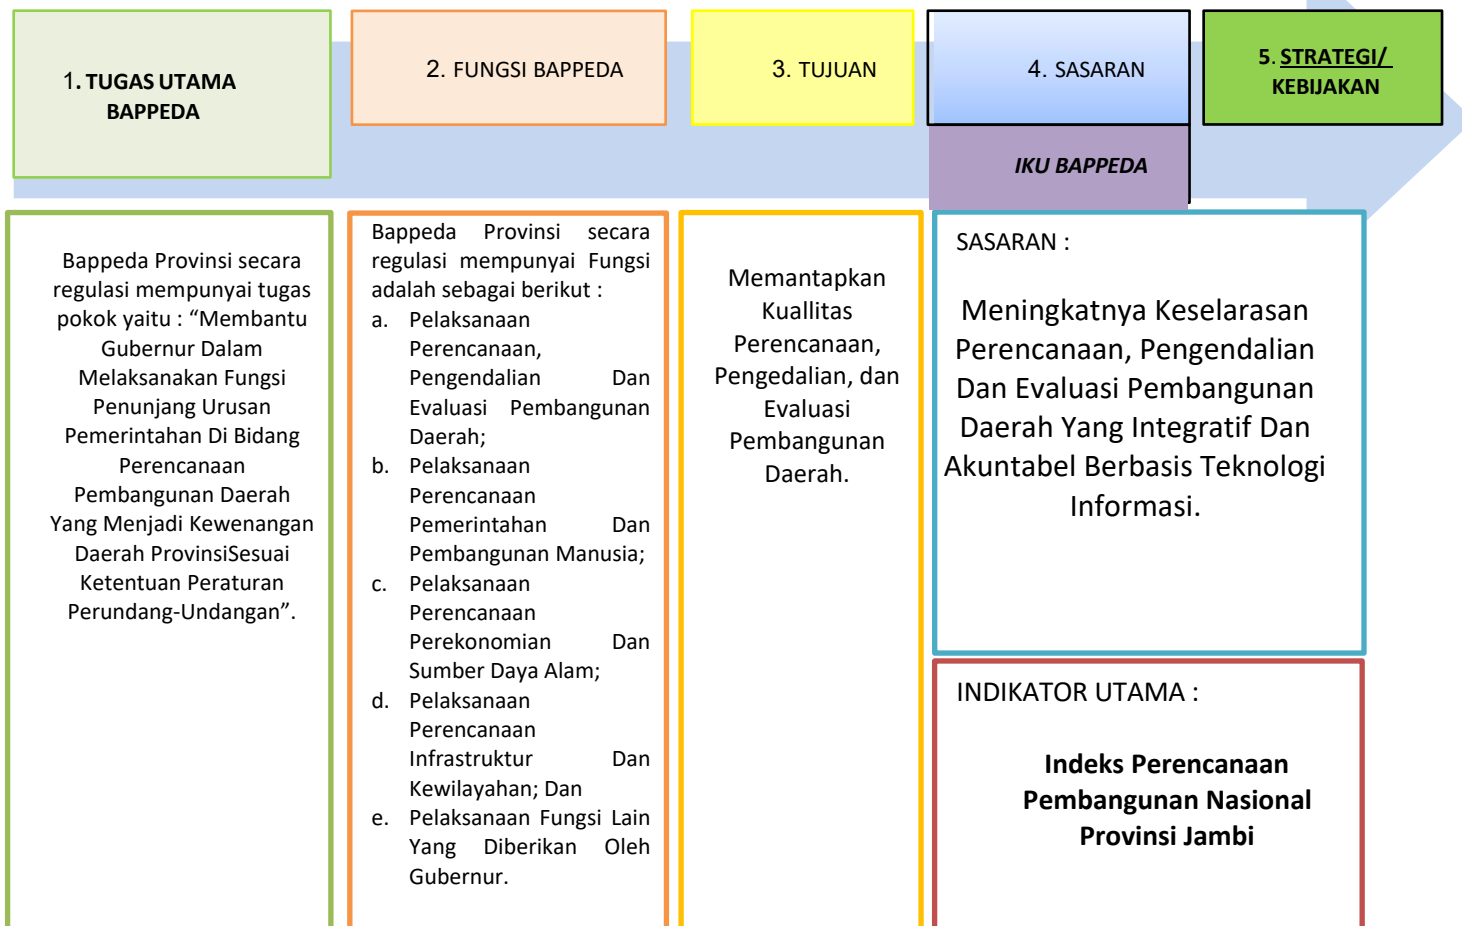 1. TUGAS UTAMA
BAPPEDA
2. FUNGSI BAPPEDA
3. TUJUAN
4. SASARAN
5. STRATEGI/
KEBIJAKAN
IKU BAPPEDA
Bappeda Provinsi secara
regulasi mempunyai tugas
pokok yaitu : “Membantu
Gubernur Dalam
Melaksanakan Fungsi
Penunjang Urusan
Pemerintahan Di Bidang
Perencanaan
Pembangunan Daerah
Yang Menjadi Kewenangan
Daerah ProvinsiSesuai
Ketentuan Peraturan
Perundang-Undangan”.
Bappeda Provinsi secara
regulasi mempunyai Fungsi
adalah sebagai berikut :
a. Pelaksanaan
Perencanaan,
Pengendalian Dan
Evaluasi Pembangunan
Daerah;
b. Pelaksanaan
Perencanaan
Pemerintahan Dan
Pembangunan Manusia;
c. Pelaksanaan
Perencanaan
Perekonomian Dan
Sumber Daya Alam;
d. Pelaksanaan
Perencanaan
Infrastruktur Dan
Kewilayahan; Dan
e. Pelaksanaan Fungsi Lain
Yang Diberikan Oleh
Gubernur.
Memantapkan
Kuallitas
Perencanaan,
Pengedalian, dan
Evaluasi
Pembangunan
Daerah.
SASARAN :
Meningkatnya Keselarasan
Perencanaan, Pengendalian
Dan Evaluasi Pembangunan
Daerah Yang Integratif Dan
Akuntabel Berbasis Teknologi
Informasi.
INDIKATOR UTAMA :
Indeks Perencanaan
Pembangunan Nasional
Provinsi Jambi